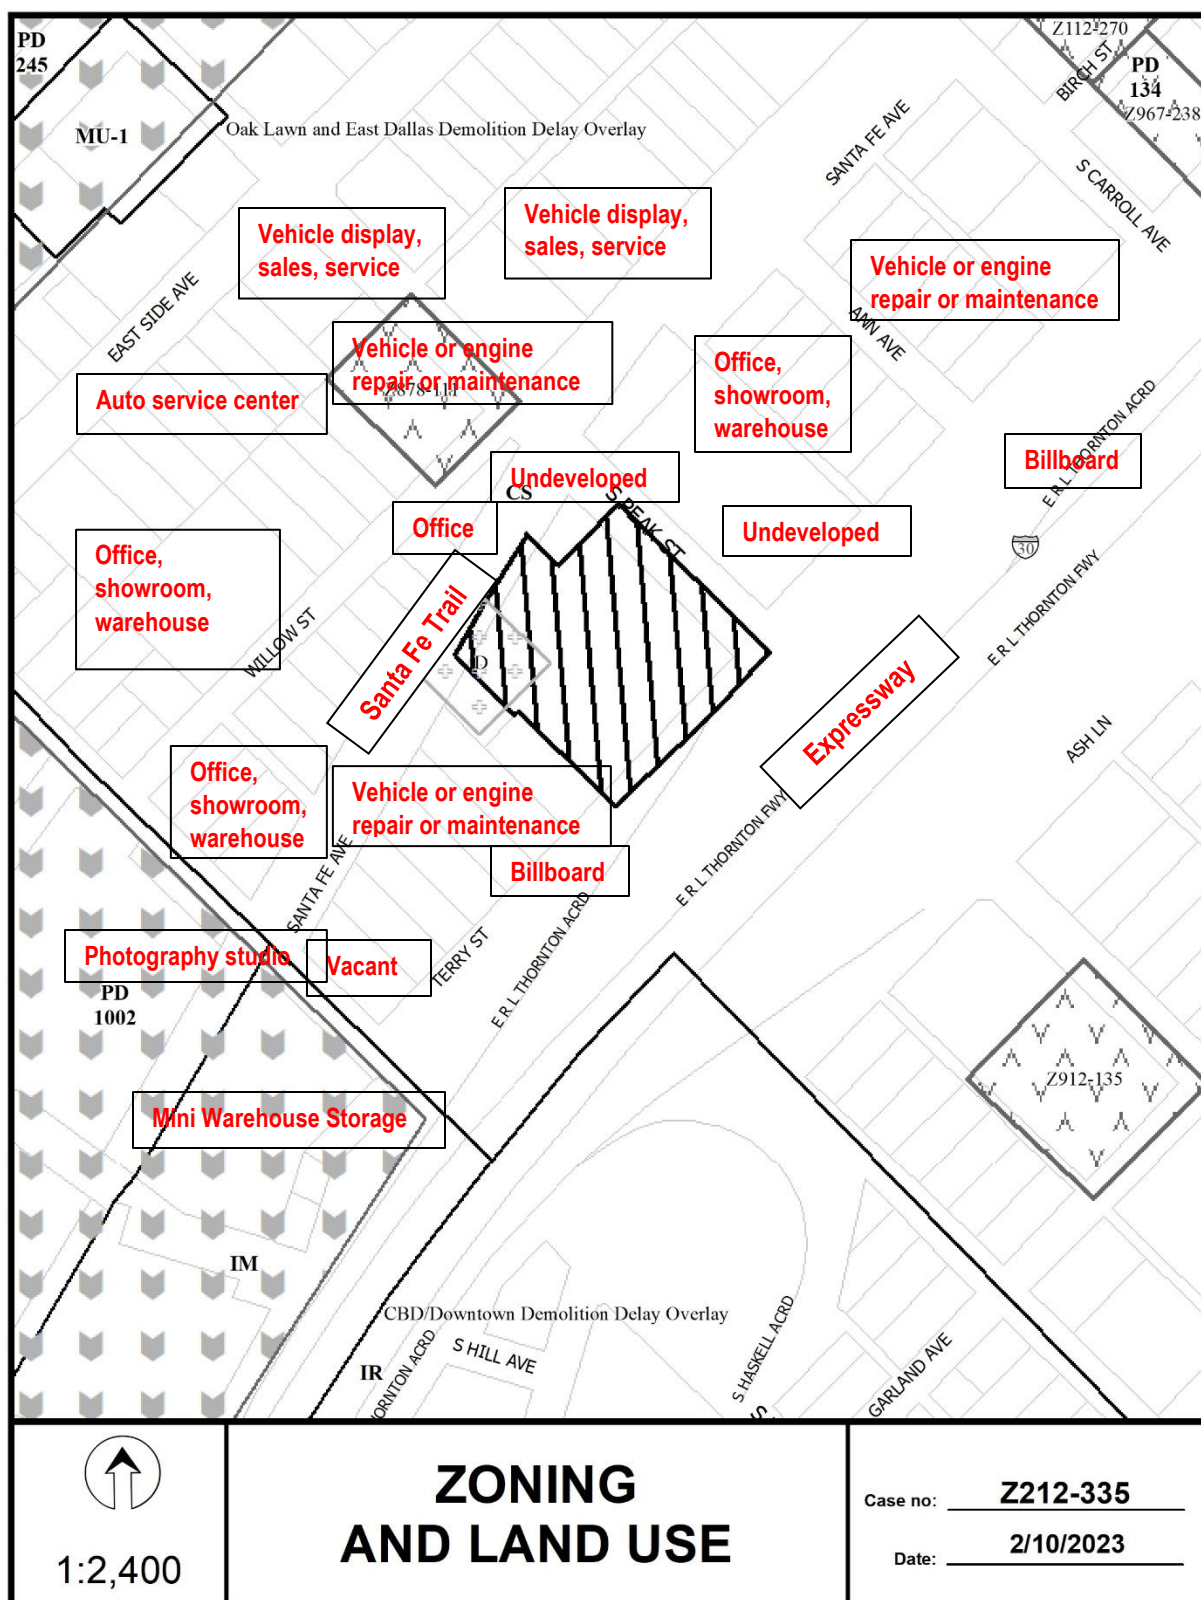 PD
245
MU-1
Oak Lawn and East Dallas Demolition Delay Overlay
Z112-270
BIRCH ST
PD
134
Z967-238
SANTA FE AVE
S CARROLL AVE
Vehicle display,
sales, service
Vehicle display,
sales, service
Vehicle or engine
repair or maintenance
EAST SIDE AVE
ANN AVE
Vehicle or engine
repair or maintenance
Z878-111
Office,
showroom,
warehouse
Auto service center
E R L THORNTON ACRD
Billboard
Undeveloped
CS
S PEAK ST
Office
Undeveloped
30
Office,
showroom,
warehouse
Santa Fe Trail
E R L THORNTON FWY
WILLOW ST
D
Expressway
ASH LN
Office,
showroom,
warehouse
Vehicle or engine
repair or maintenance
E R L THORNTON FWY
SANTA FE AVE
Billboard
E R L THORNTON ACRD
Photography studio
Vacant
TERRY ST
PD
1002
Z912-135
Mini Warehouse Storage
IM
CBD/Downtown Demolition Delay Overlay
IR
HORNTON ACRD
S HILL AVE
S HASKELL ACRD
GARLAND AVE
1:2,400
ZONING
AND LAND USE
Case no: Z212-335
Date: 2/10/2023